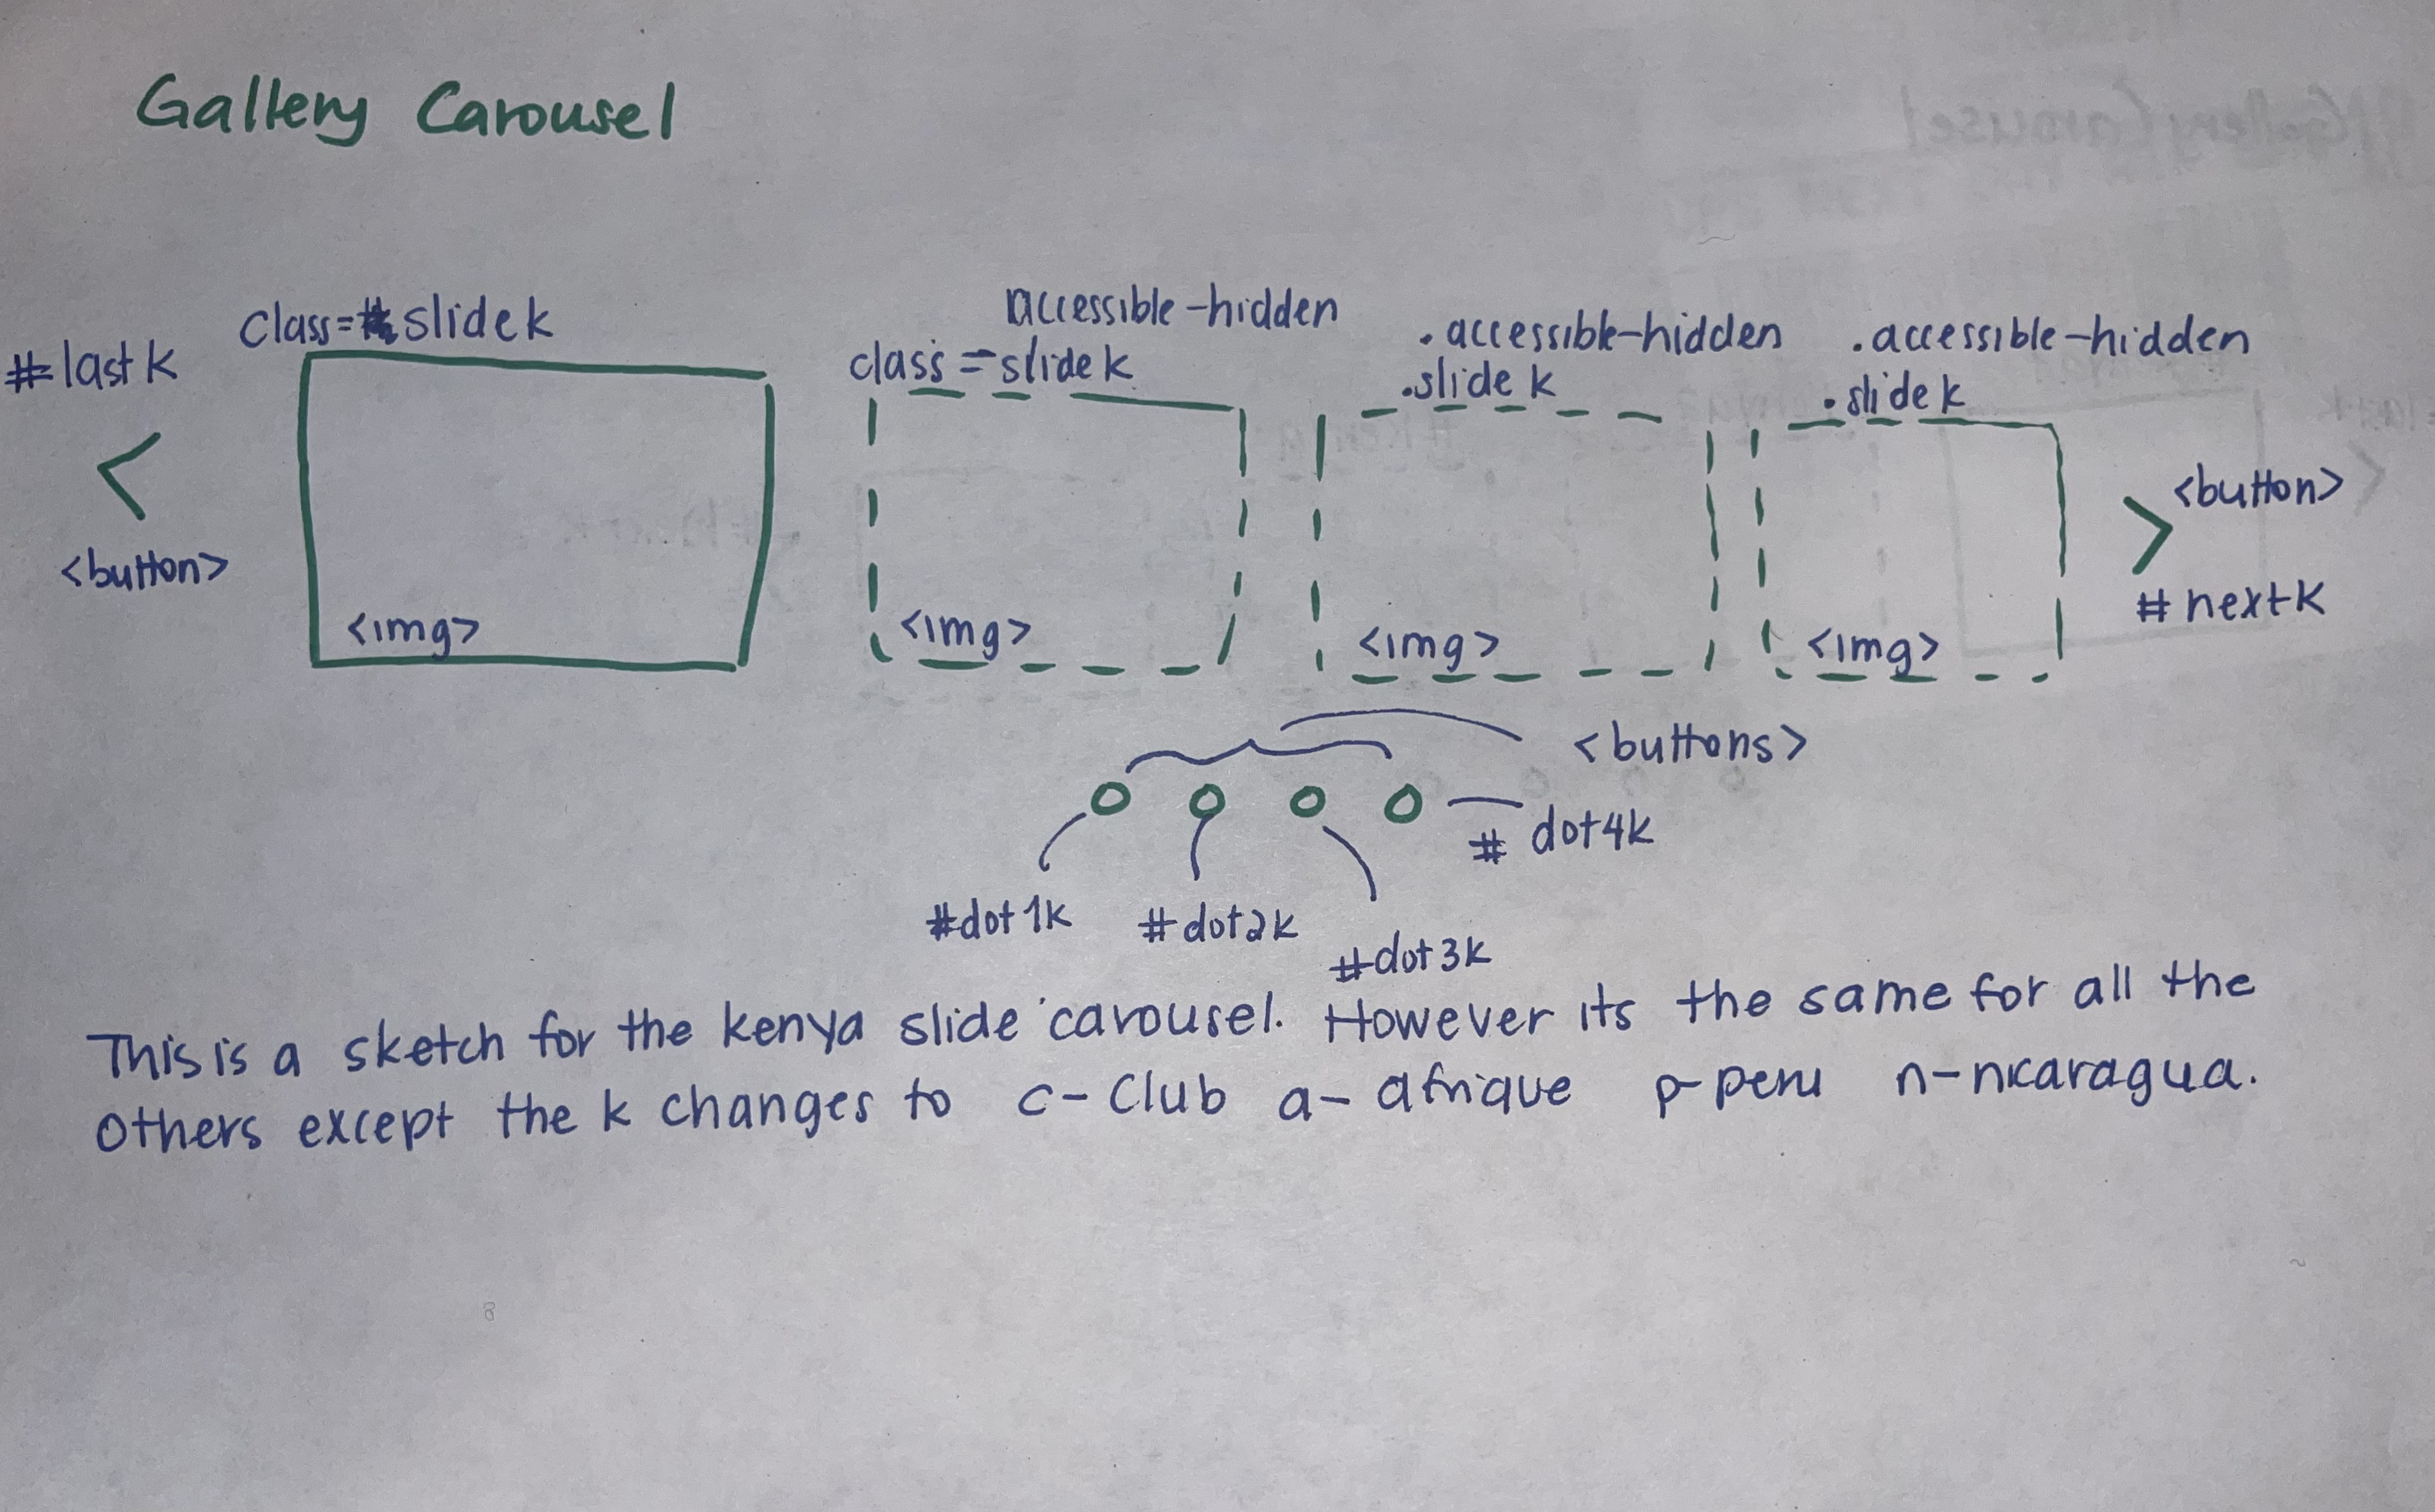 Gallery Carousel
#lastk
<button>
class=slidek
<img>
accessible-hidden
class=slidek
<img>
.accessible-hidden
.slidek
<img>
.accessible-hidden
.slidek
<img>
<button>
#nextk
<buttons>
#dot1k
#dot2k
#dot3k
#dot4k
This is a sketch for the kenya slide carousel. However its the same for all the
others except the k changes to c-Club a-afrique p-peru n-nicaragua.